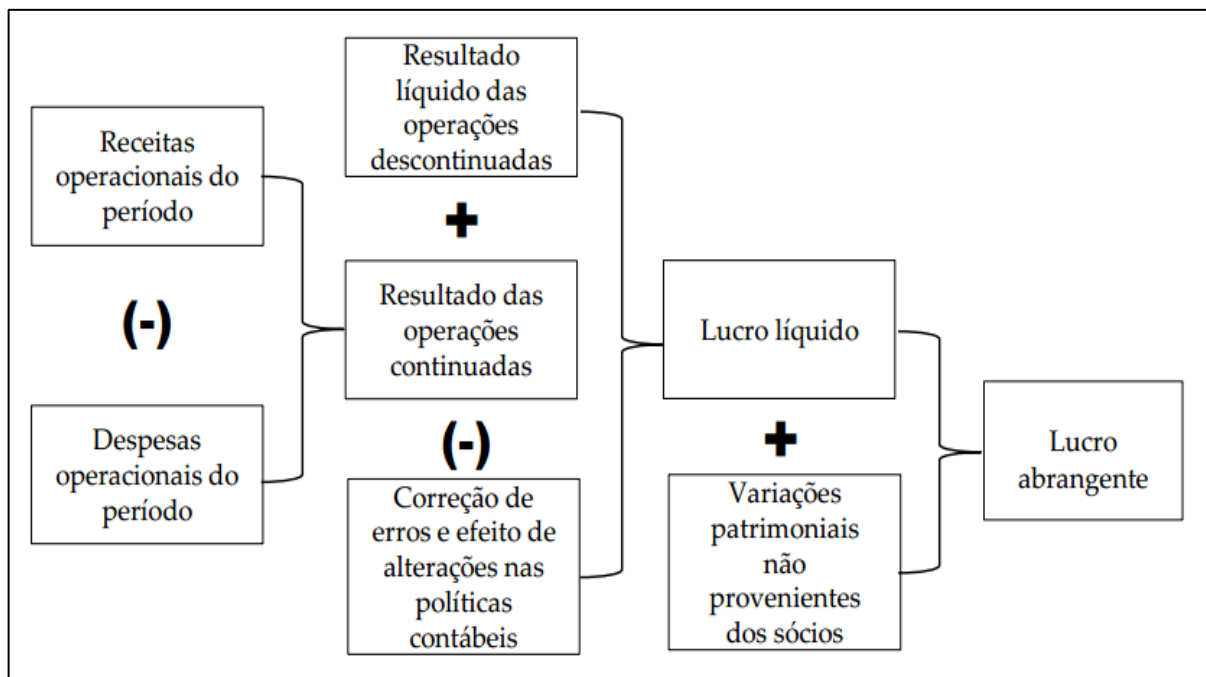 Receitas
operacionais do
período
(-)
Despesas
operacionais do
período
Resultado
líquido das
operações
descontinuadas
+
Resultado das
operações
continuadas
(-)
Correção de
erros e efeito de
alterações nas
políticas
contábeis
Lucro líquido
+
Variações
patrimoniais
não
provenientes
dos sócios
Lucro
abrangente